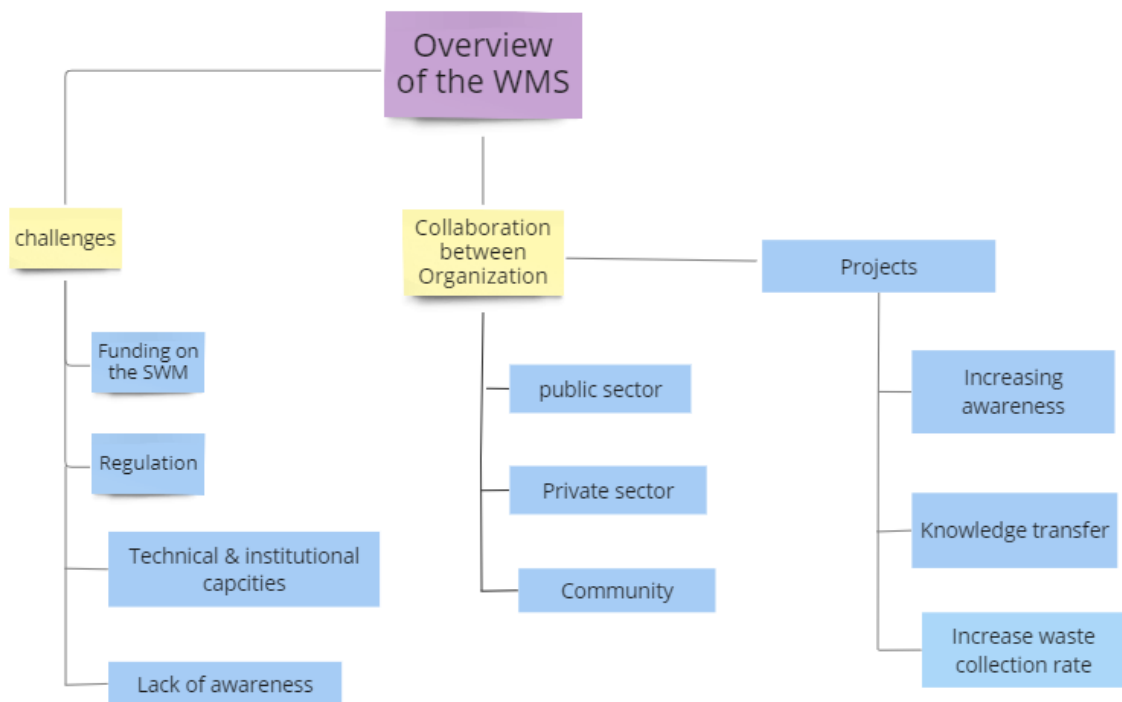 Overview
of the WMS
challenges
Funding on
the SWM
Regulation
Technical & institutional
capcities
Lack of awareness
Collaboration
between
Organization
public sector
Private sector
Community
Projects
Increasing
awareness
Knowledge transfer
Increase waste
collection rate